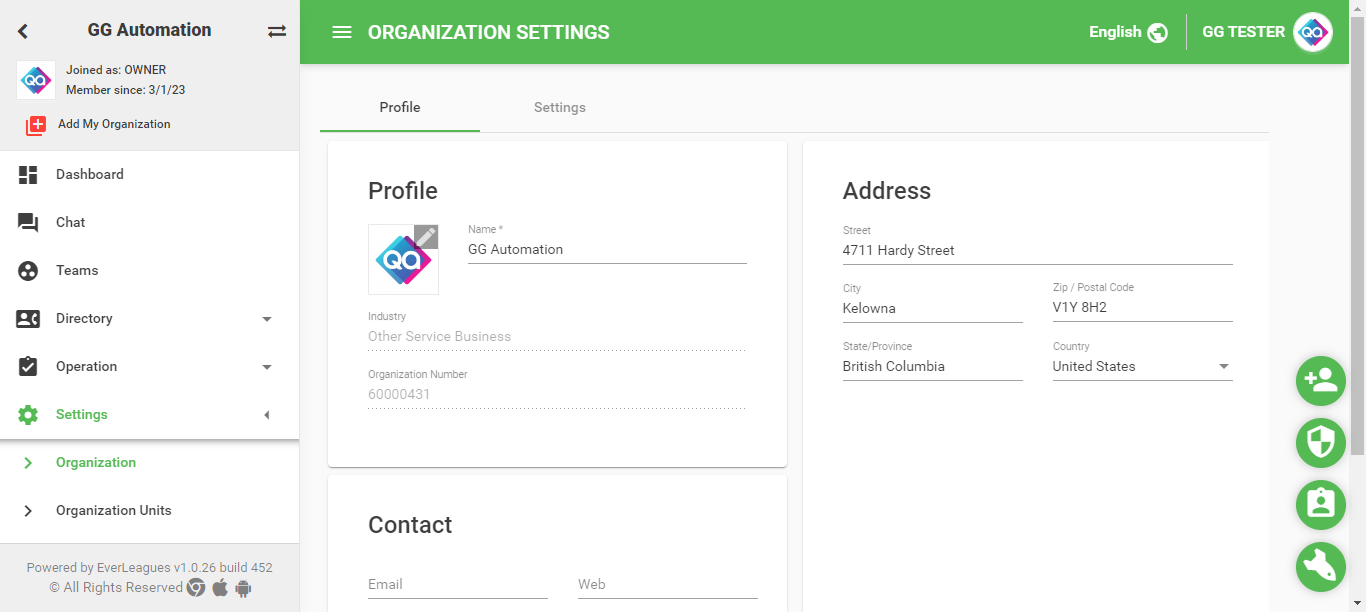 GG Automation
Joined as: OWNER
Member since: 3/1/23
Add My Organization
Dashboard
Chat
Teams
Directory
Operation
Settings
Organization
Organization Units
Powered by EverLeagues v1.0.26 build 452
© All Rights Reserved
ORGANIZATION SETTINGS
English
GG TESTER
Qa
Profile
Settings
Profile
Qa
Name *
GG Automation
Industry
Other Service Business
Organization Number
60000431
Contact
Email
Web
Address
Street
4711 Hardy Street
City
Kelowna
Zip / Postal Code
V1Y 8H2
State/Province
British Columbia
Country
United States
Qa